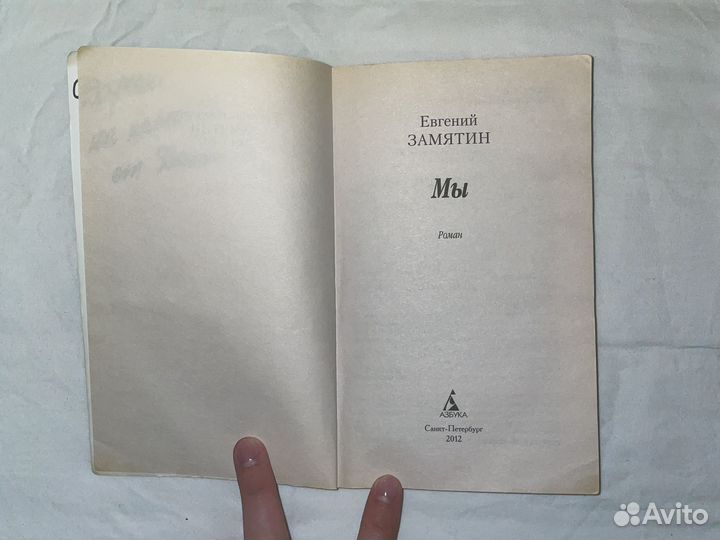 Евгений
ЗАМЯТИН
Мы
Роман
АЗБУКА
Санкт-Петербург
2012
Avito